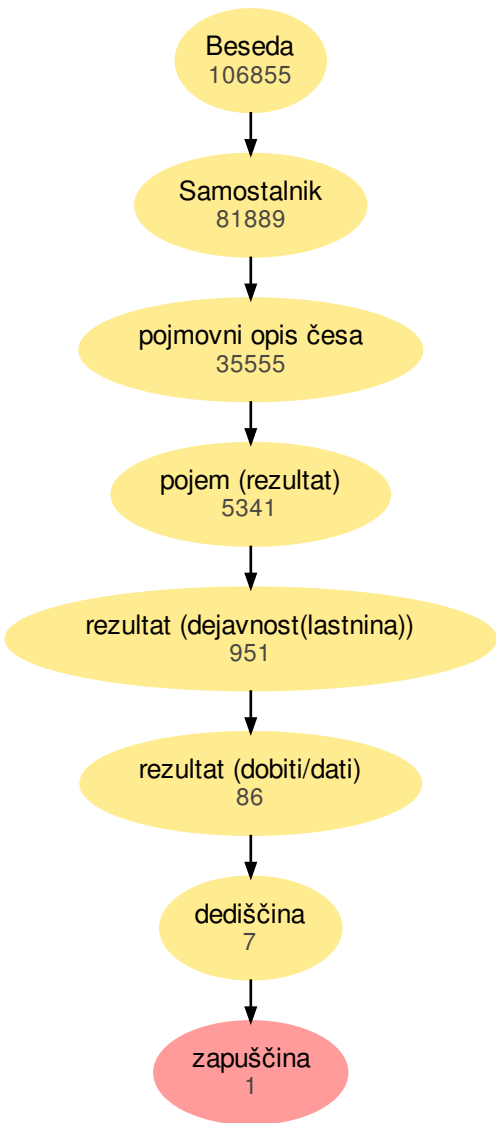 Beseda
106855
Samostalnik
81889
pojmovni opis česa
35555
pojem (rezultat)
5341
rezultat (dejavnost(lastnina))
951
rezultat (dobiti/dati)
86
dediščina
7
zapuščina
1